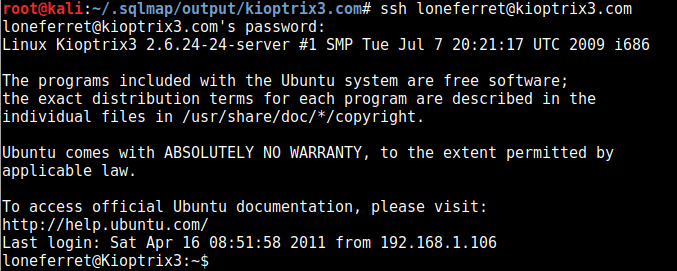 root@kali:~/.sqlmap/output/kioptrix3.com# ssh loneferret@kioptrix3.com
loneferret@kioptrix3.com's password:
Linux Kioptrix3 2.6.24-24-server #1 SMP Tue Jul 7 20:21:17 UTC 2009 i686
The programs included with the Ubuntu system are free software;
the exact distribution terms for each program are described in the
individual files in /usr/share/doc/*/copyright.
Ubuntu comes with ABSOLUTELY NO WARRANTY, to the extent permitted by
applicable law.
To access official Ubuntu documentation, please visit:
http://help.ubuntu.com/
Last login: Sat Apr 16 08:51:58 2011 from 192.168.1.106
loneferret@Kioptrix3:~$